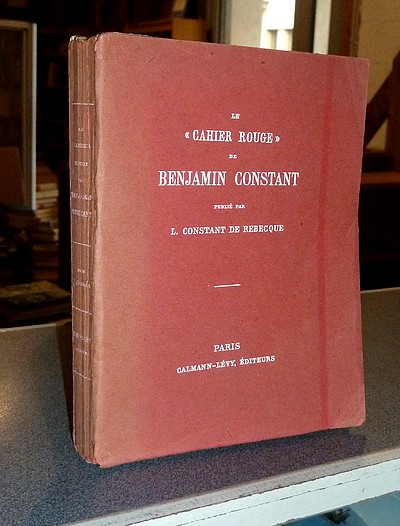 LE
« CAHIER ROUGE »
DE
BENJAMIN CONSTANT
PUBLIÉ PAR
L. CONSTANT DE REBECQUE
PARIS
CALMANN-LÉVY, ÉDITEURS